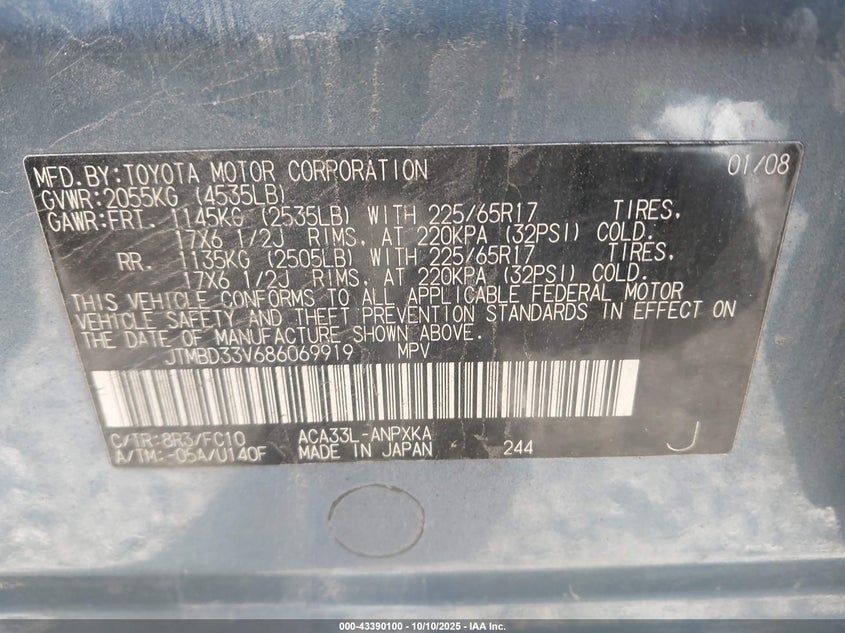 MFD.BY:TOYOTA MOTOR CORPORATION 01/08
GVWR:2055KG (4535LB)
GAWR:FRT. 1145KG (2535LB) WITH 225/65R17 TIRES,
17X6 1/2J RIMS, AT 220KPA (32PSI) COLD.
RR. 1135KG (2505LB) WITH 225/65R17 TIRES,
17X6 1/2J RIMS, AT 220KPA (32PSI) COLD.
THIS VEHICLE CONFORMS TO ALL APPLICABLE FEDERAL MOTOR
VEHICLE SAFETY AND THEFT PREVENTION STANDARDS IN EFFECT ON
THE DATE OF MANUFACTURE SHOWN ABOVE.
JTMBD33V686069919 MPV
C/TR:8R3/FC10 ACA33L-ANPXKA
A/TM:-05A/U140F MADE IN JAPAN 244 J
000-43390100 - 10/10/2025 - IAA Inc.